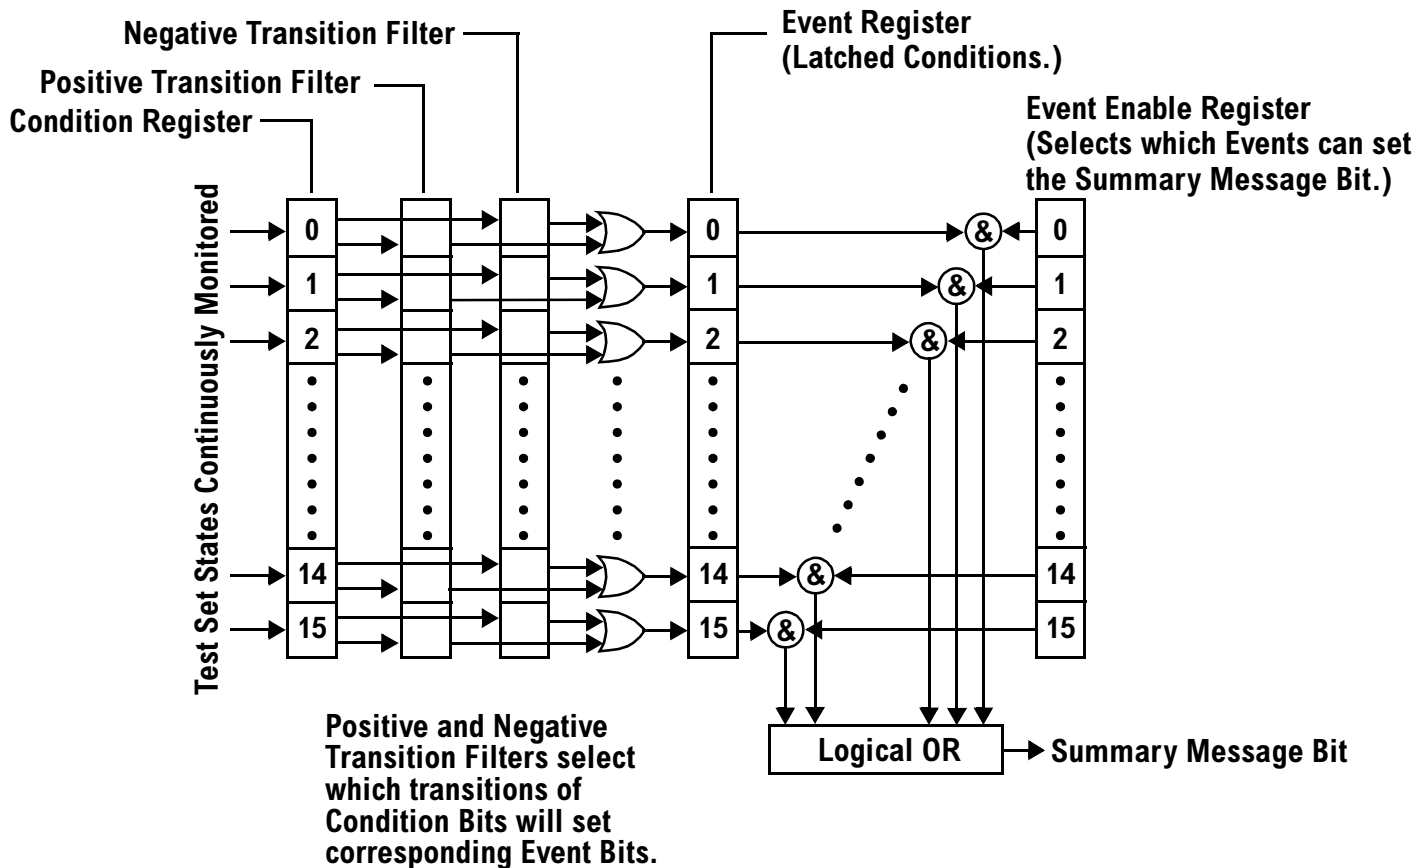 Negative Transition Filter
Positive Transition Filter
Condition Register
Event Register
(Latched Conditions.)
Event Enable Register
(Selects which Events can set
the Summary Message Bit.)
Test Set States Continuously Monitored
0 0 & 0
1 1 & 1
2 2 & 2
14 14 & 14
15 15 & 15
Positive and Negative
Transition Filters select
which transitions of
Condition Bits will set
corresponding Event Bits.
Logical OR
Summary Message Bit